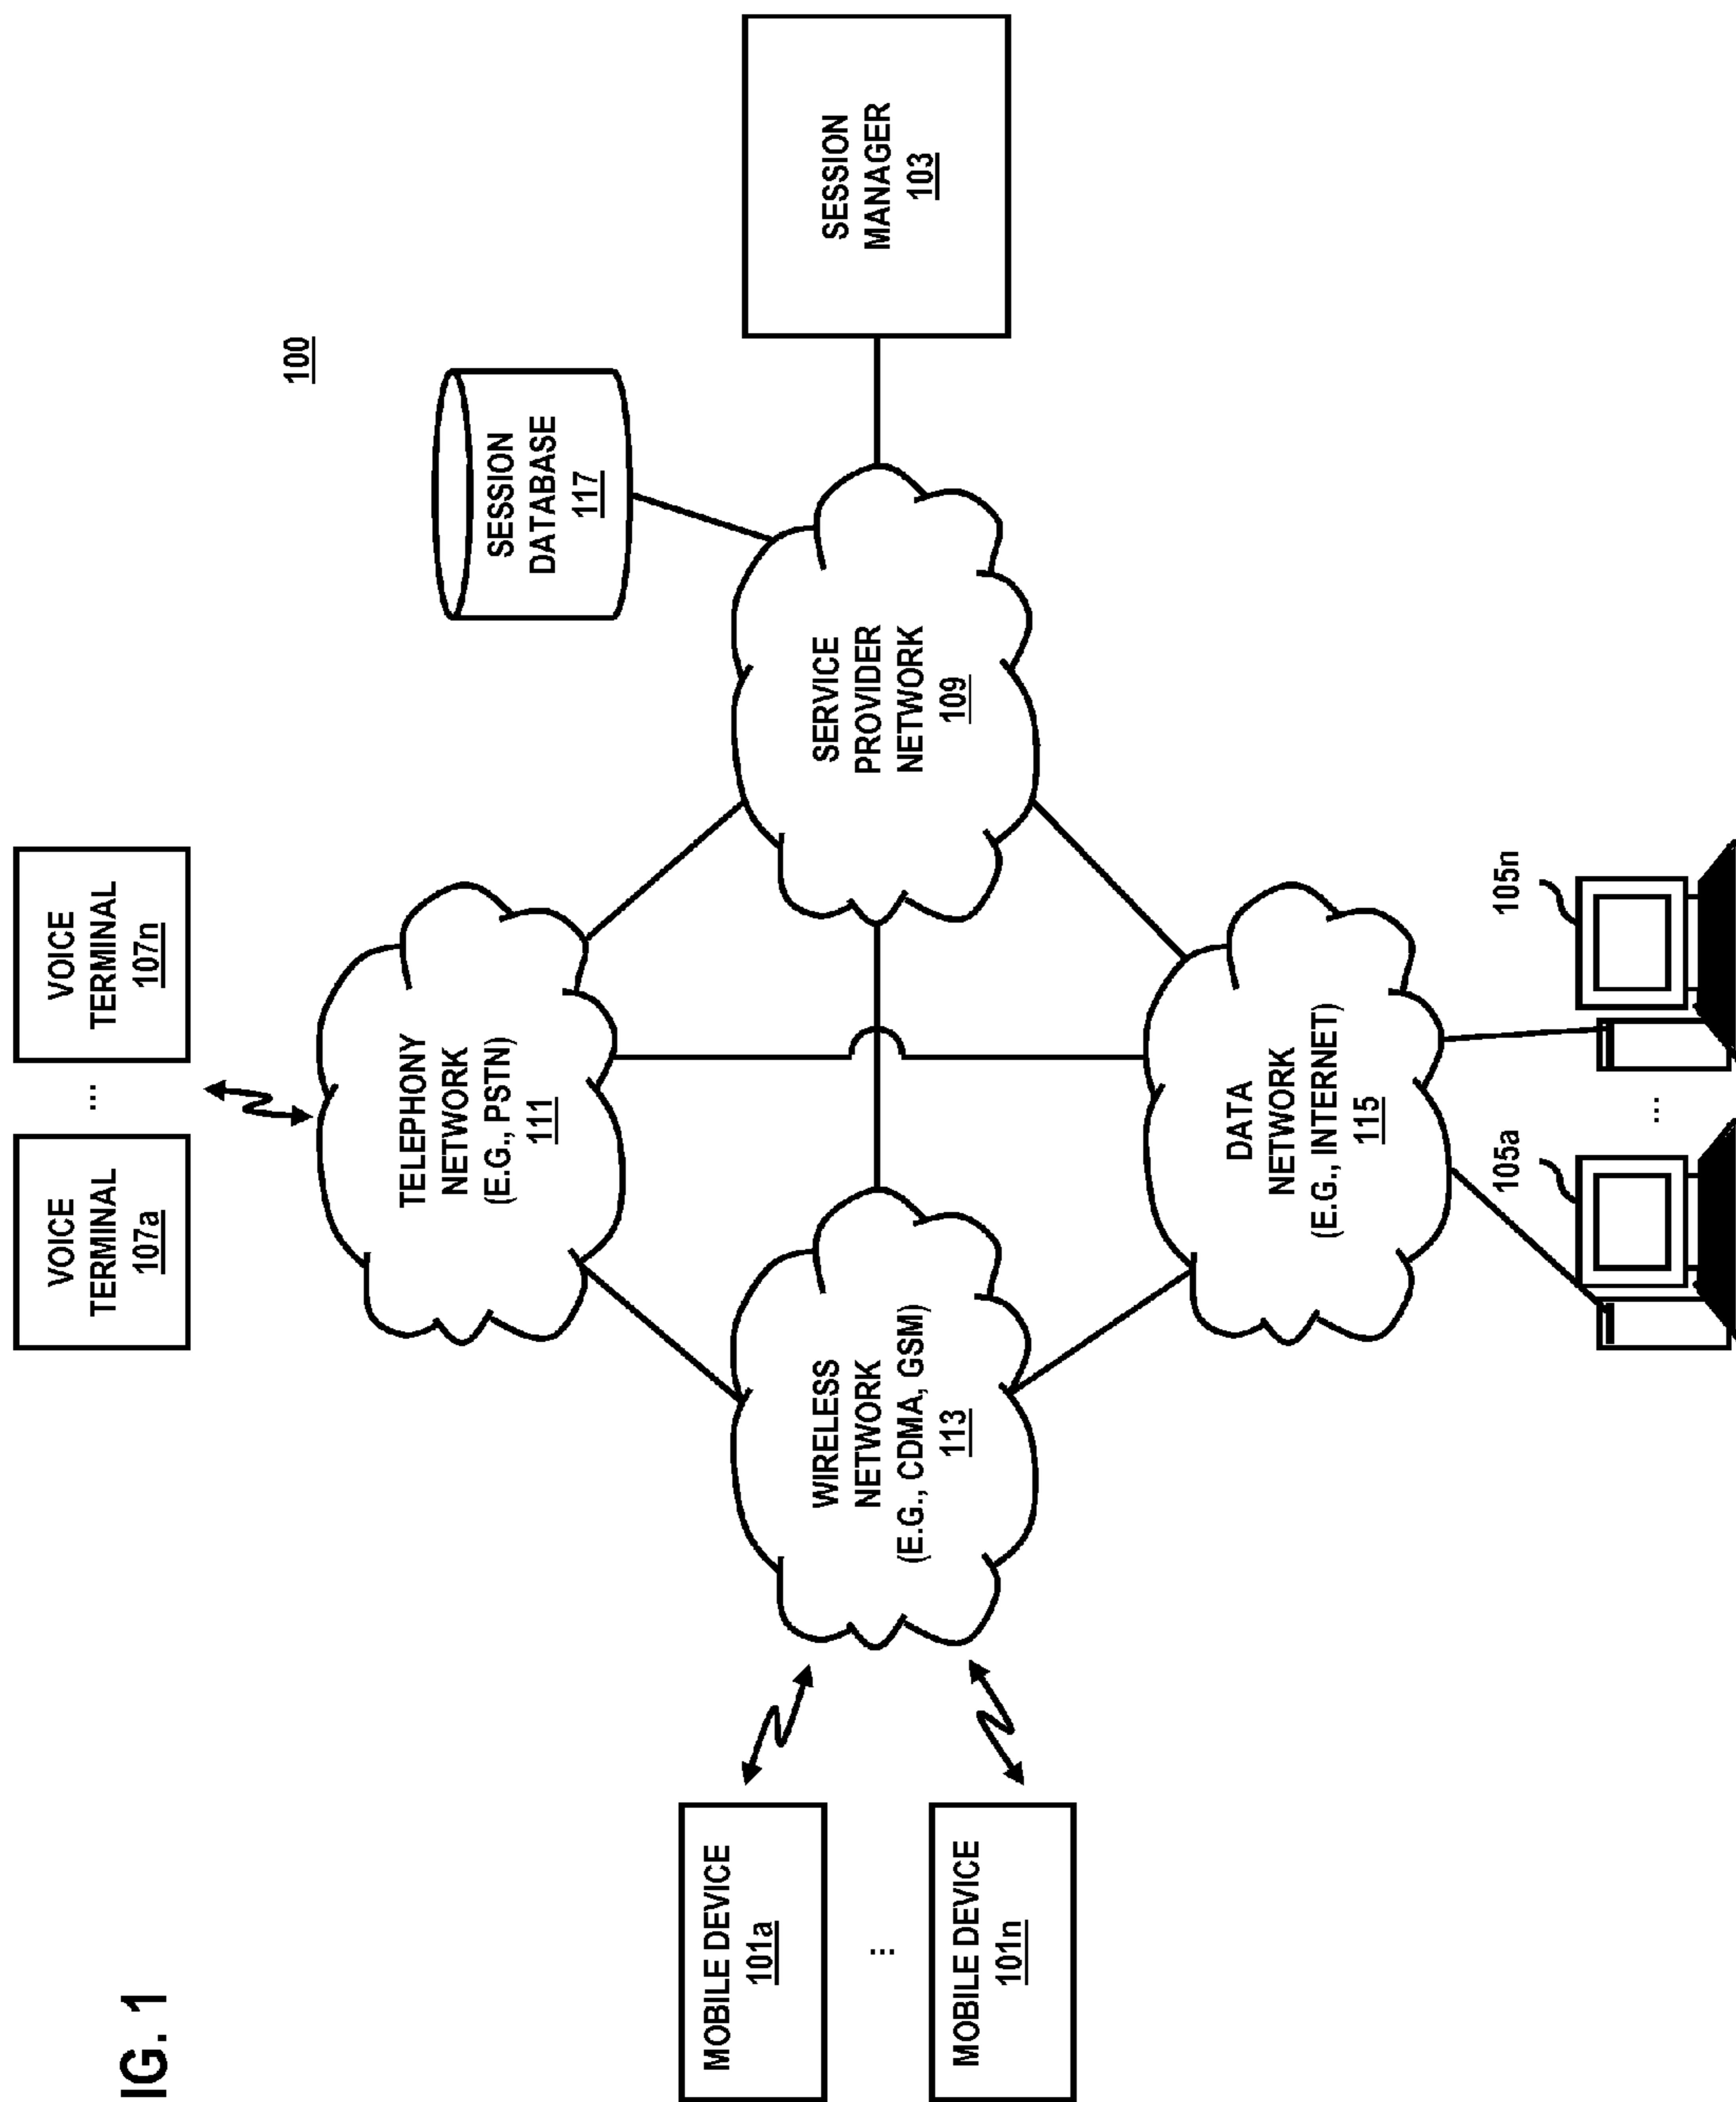 IG. 1
100
VOICE
TERMINAL
107a
...
VOICE
TERMINAL
107n
TELEPHONY
NETWORK
(E.G., PSTN)
111
SESSION
DATABASE
117
MOBILE DEVICE
101a
...
MOBILE DEVICE
101n
WIRELESS
NETWORK
(E.G., CDMA, GSM)
113
SERVICE
PROVIDER
NETWORK
109
SESSION
MANAGER
103
DATA
NETWORK
(E.G., INTERNET)
115
105a
...
105n